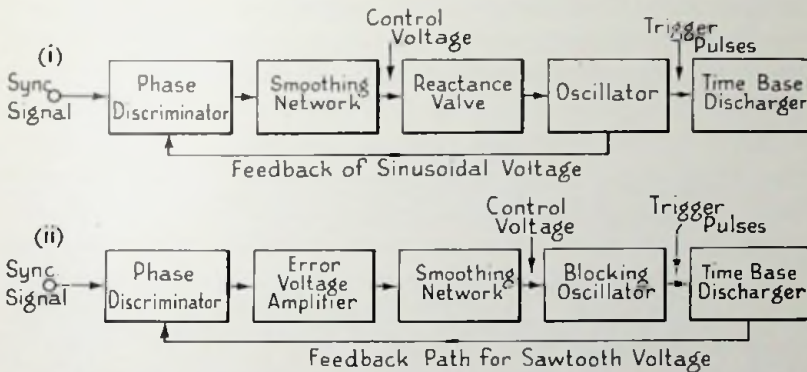 (i)
Sync
Signal
Phase
Discriminator
Smoothing
Network
Control
Voltage
Reactance
Valve
Oscillator
Trigger
Pulses
Time Base
Discharger
Feedback of Sinusoidal Voltage
(ii)
Sync
Signal
Phase
Discriminator
Error
Voltage
Amplifier
Smoothing
Network
Control
Voltage
Blocking
Oscillator
Trigger
Pulses
Time Base
Discharger
Feedback Path for Sawtooth Voltage